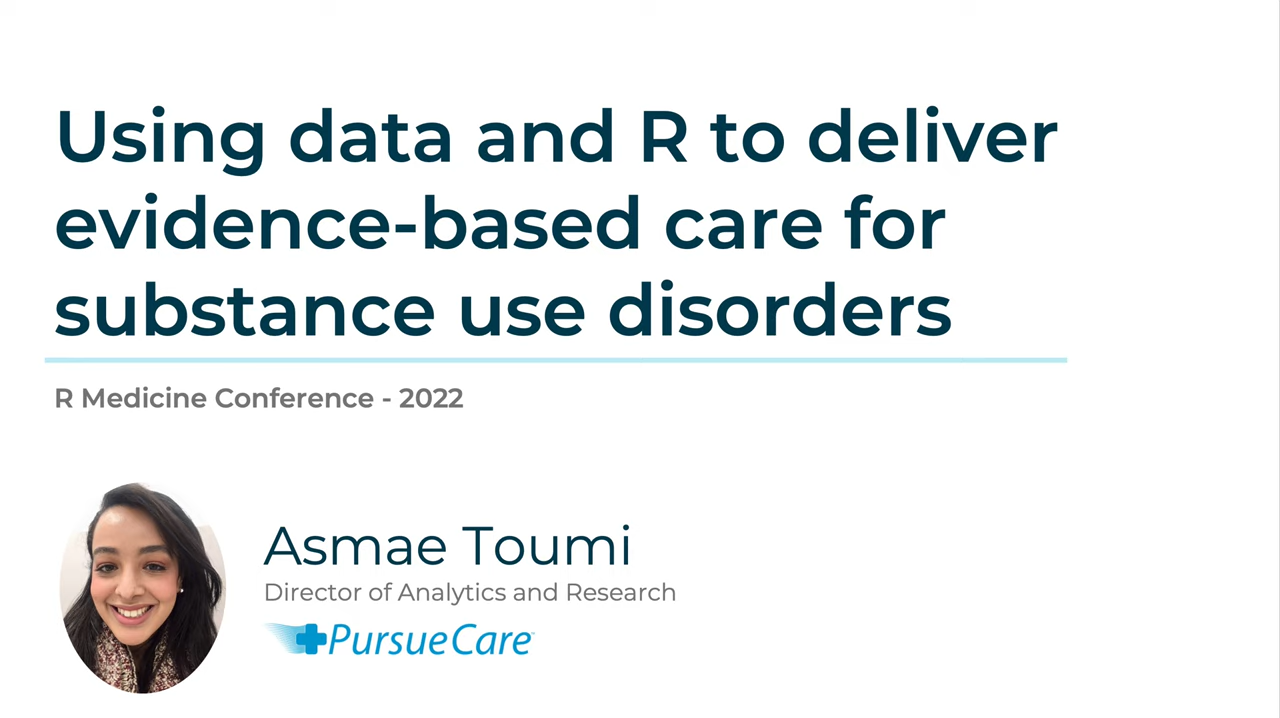 Using data and R to deliver
evidence-based care for
substance use disorders
R Medicine Conference - 2022
Asmae Toumi
Director of Analytics and Research
PursueCare